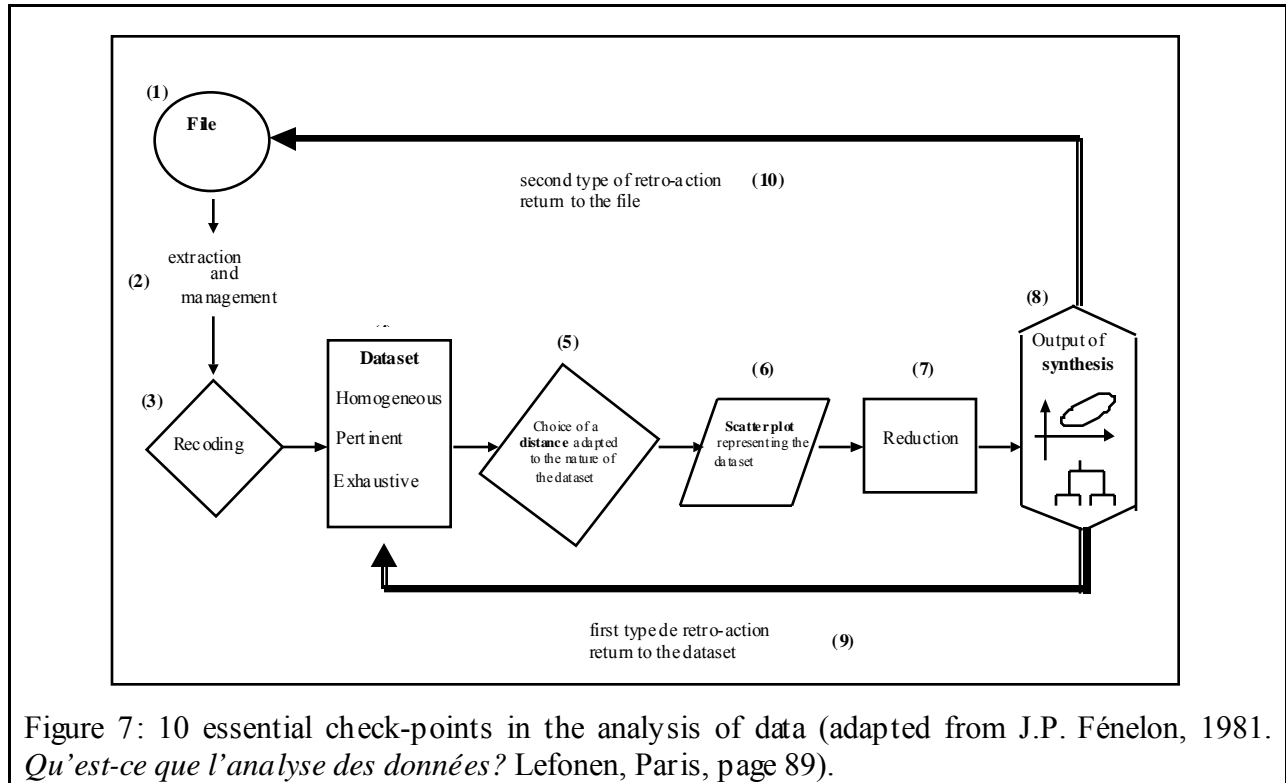 (1)
File
second type of retro-action (10)
return to the file
(2)
extraction
and
management
(3)
Recoding
Dataset
Homogeneous
Pertinent
Exhaustive
(5)
Choice of a
distance adapted
to the nature of
the dataset
(6)
Scatterplot
representing the
dataset
(7)
Reduction
(8)
Output of
synthesis
first type de retro-action (9)
return to the dataset
Figure 7: 10 essential check-points in the analysis of data (adapted from J.P. Fénelon, 1981.
Qu’est-ce que l’analyse des données? Lefonen, Paris, page 89).